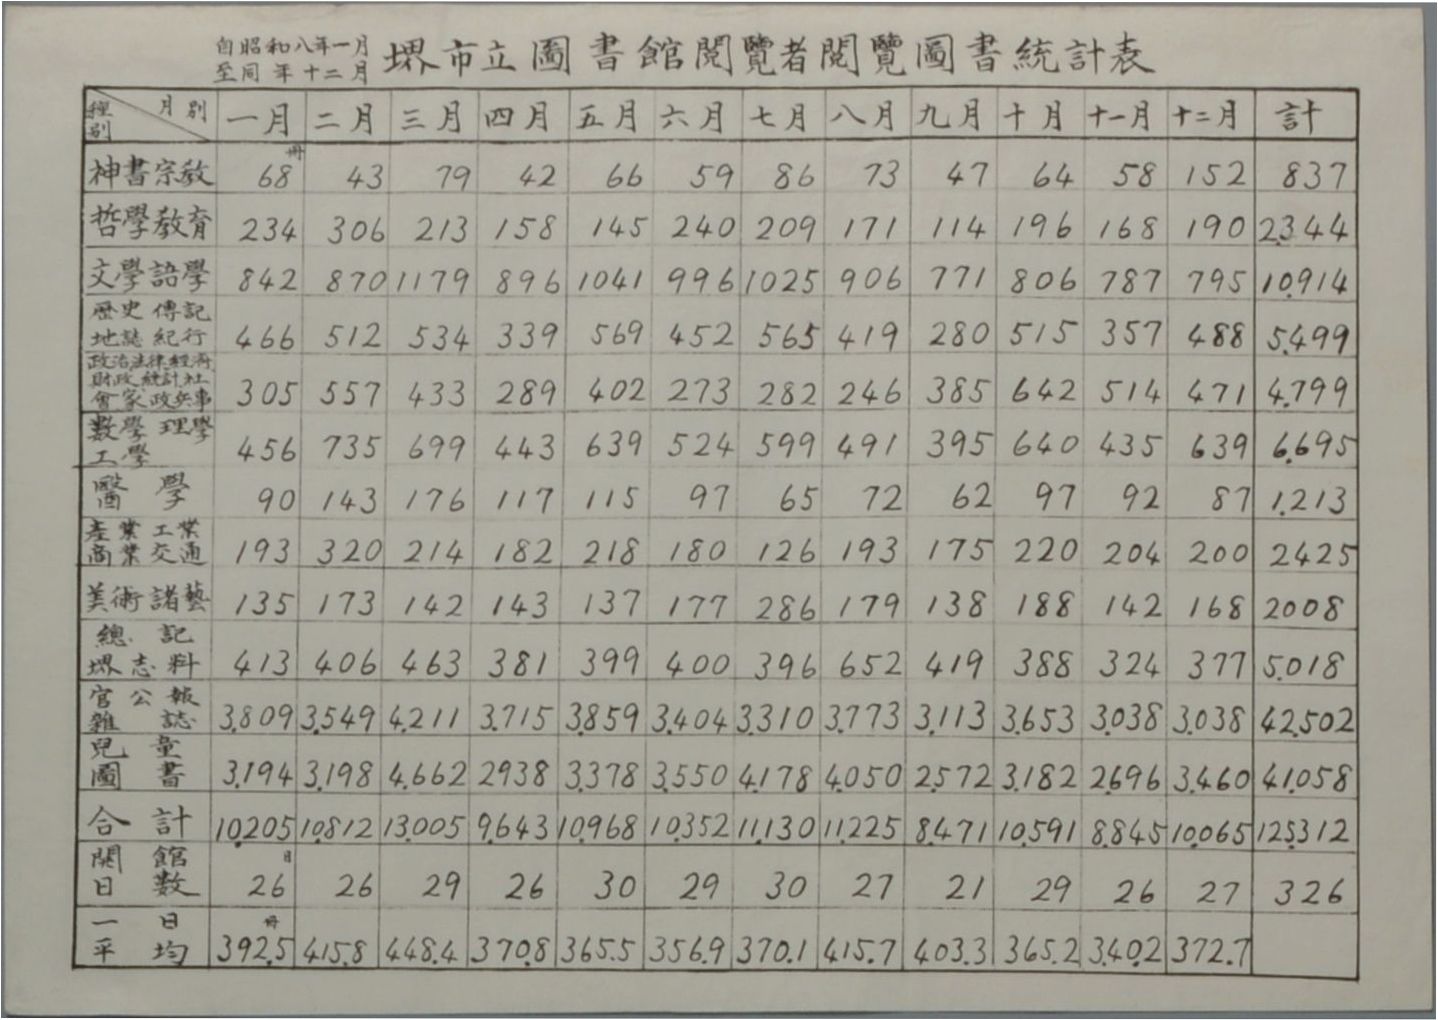 自昭和八年一月
至同年十二月
堺市立圖書館閲覽者閲覽圖書統計表
種別 月別 一月 二月 三月 四月 五月 六月 七月 八月 九月 十月 十一月 十二月 計
神書宗教 68冊 43 79 42 66 59 86 73 47 64 58 152 837
哲學教育 234 306 213 158 145 240 209 171 114 196 168 190 2.344
文學語學 842 870 1179 896 1041 996 1025 906 771 806 787 795 10.914
歴史傳記
地誌紀行 466 512 534 339 569 452 565 419 280 515 357 488 5.499
政治法律經済
財政統計社
會家政兵事 305 557 433 289 402 273 282 246 385 642 514 471 4.799
數學理學
工學 456 735 699 443 639 524 599 491 395 640 435 639 6.695
醫學 90 143 176 117 115 97 65 72 62 97 92 87 1.213
産業工業
商業交通 193 320 214 182 218 180 126 193 175 220 204 200 2425
美術諸藝 135 173 142 143 137 177 286 179 138 188 142 168 2008
總記
堺志料 413 406 463 381 399 400 396 652 419 388 324 377 5.018
官公報
雜誌 3.809 3.549 4.211 3.715 3.859 3.404 3.310 3.773 3.113 3.653 3.038 3.038 42.502
兒童
圖書 3.194 3.198 4.662 2938 3.378 3.550 4.178 4.050 2.572 3.182 2.696 3.460 41.058
合計 10.205 10.812 13.005 9.643 10.968 10.352 11.130 11.225 8.471 10.591 8.845 10.065 125.312
開館
日數 26日 26 29 26 30 29 30 27 21 29 26 27 326
一日
平均 392.5冊 415.8 448.4 370.8 365.5 356.9 370.1 415.7 403.3 365.2 3.40.2 372.7